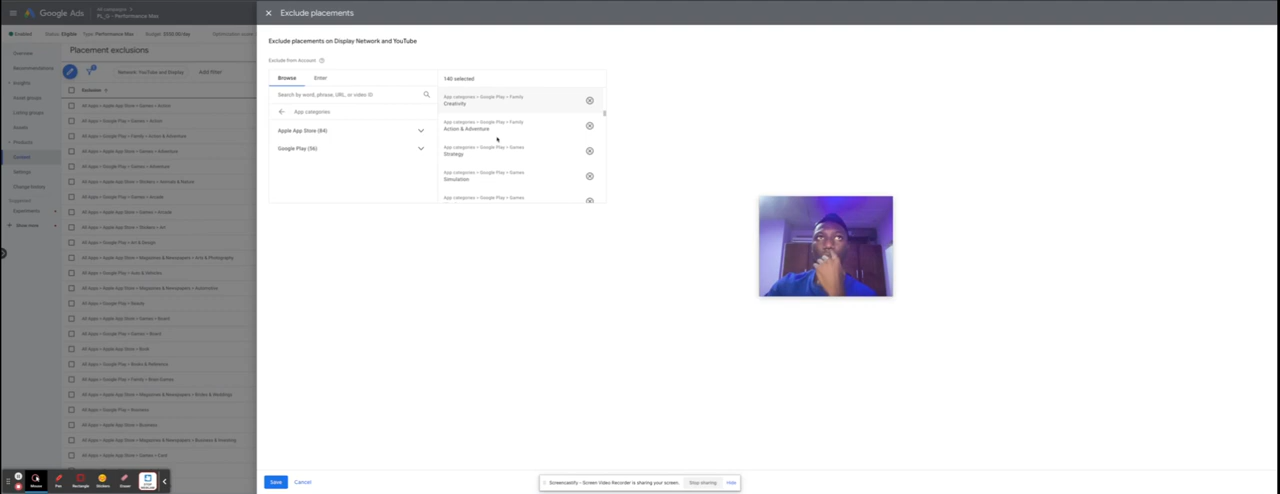 Google Ads
All campaigns
PL_G - Performance Max
Enabled
Status: Eligible
Type: Performance Max
Optimization score
Overview
Recommendations
Insights
Asset groups
Listing groups
Assets
Products
Content
Settings
Change history
Experiments
Show more
Placement exclusions
Add filter
Exclusion
All Apps > Apple App Store > Games > Action
All Apps > Google Play > Games > Action
All Apps > Google Play > Family > Action & Adventure
All Apps > Apple App Store > Games > Adventure
All Apps > Google Play > Games > Adventure
All Apps > Apple App Store > Stickers > Animals & Nature
All Apps > Google Play > Games > Arcade
All Apps > Apple App Store > Games > Arcade
All Apps > Apple App Store > Stickers > Art
All Apps > Google Play > Art & Design
All Apps > Apple App Store > Magazines & Newspapers > Arts & Photography
All Apps > Google Play > Auto & Vehicles
All Apps > Apple App Store > Magazines & Newspapers > Automotive
All Apps > Google Play > Beauty
All Apps > Apple App Store > Games > Board
All Apps > Google Play > Games > Board
All Apps > Apple App Store > Book
All Apps > Google Play > Books & Reference
All Apps > Google Play > Family > Brain Games
All Apps > Apple App Store > Magazines & Newspapers > Brides & Weddings
All Apps > Google Play > Business
All Apps > Apple App Store > Business
All Apps > Apple App Store > Magazines & Newspapers > Business & Investing
All Apps > Apple App Store > Games > Card
Exclude placements
Exclude placements on Display Network and YouTube
Exclude from Account
Browse
Enter
Search by word, phrase, URL, or video ID
App categories
Apple App Store (84)
Google Play (56)
140 selected
App categories > Google Play > Family
Creativity
App categories > Google Play > Family
Action & Adventure
App categories > Google Play > Games
Strategy
App categories > Google Play > Games
Simulation
App categories > Google Play > Games
Save
Cancel
Mouse
Pen
Rectangle
Stickers
Eraser
Screencastify - Screen Video Recorder is sharing your screen.
Stop sharing
Hide